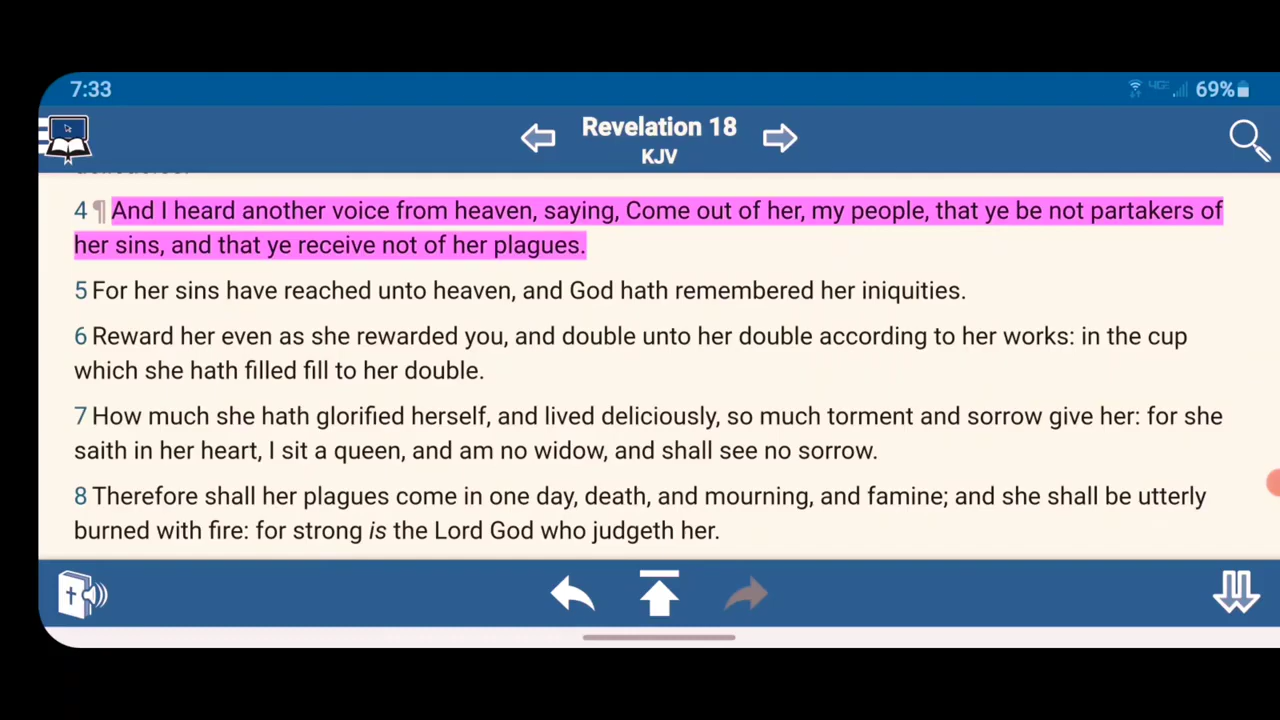 7:33
4G 69%
Revelation 18
KJV
4 ¶ And I heard another voice from heaven, saying, Come out of her, my people, that ye be not partakers of
her sins, and that ye receive not of her plagues.
5 For her sins have reached unto heaven, and God hath remembered her iniquities.
6 Reward her even as she rewarded you, and double unto her double according to her works: in the cup
which she hath filled fill to her double.
7 How much she hath glorified herself, and lived deliciously, so much torment and sorrow give her: for she
saith in her heart, I sit a queen, and am no widow, and shall see no sorrow.
8 Therefore shall her plagues come in one day, death, and mourning, and famine; and she shall be utterly
burned with fire: for strong is the Lord God who judgeth her.